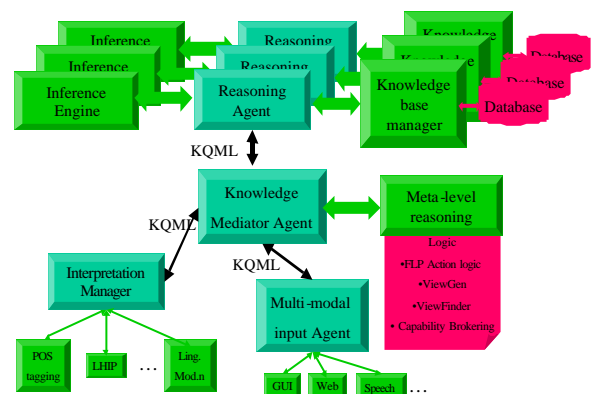 Inference
Reasoning
Knowledge
Database
Inference
Reasoning
Knowledge
Database
Inference
Engine
Reasoning
Agent
Knowledge
base
manager
Database
KQML
Knowledge
Mediator Agent
Meta-level
reasoning
KQML
Logic
•FLP Action logic
•ViewGen
•ViewFinder
• Capability Brokering
KQML
Interpretation
Manager
Multi-modal
input Agent
POS
tagging
LHIP
...
Ling.
Mod.n
GUI
Web
Speech
...